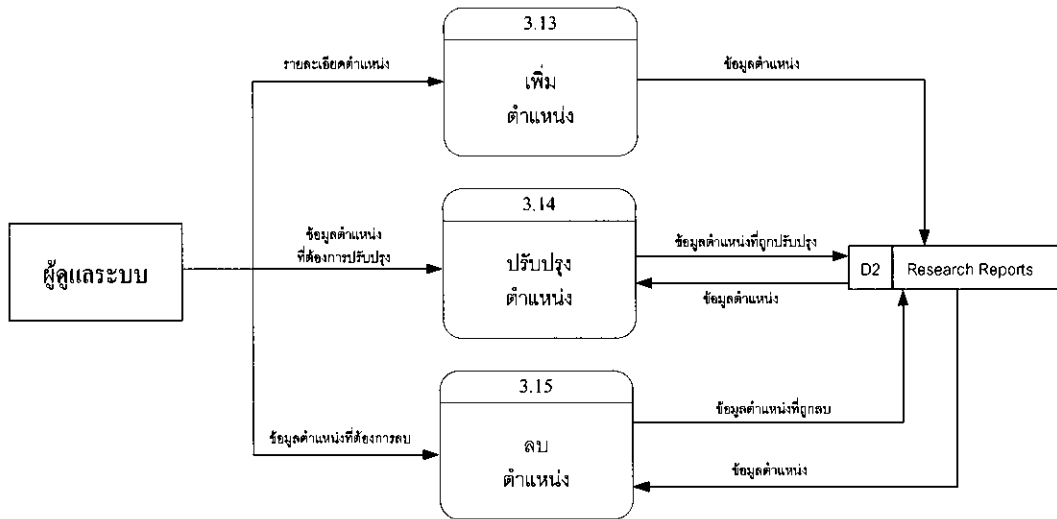 3.13
รายละเอียดตำแหน่ง
เพิ่ม
ตำแหน่ง
ข้อมูลตำแหน่ง
3.14
ผู้ดูแลระบบ
ข้อมูลตำแหน่ง
ที่ต้องการปรับปรุง
ปรับปรุง
ตำแหน่ง
ข้อมูลตำแหน่งที่ถูกปรับปรุง
ข้อมูลตำแหน่ง
D2 Research Reports
3.15
ข้อมูลตำแหน่งที่ต้องการลบ
ลบ
ตำแหน่ง
ข้อมูลตำแหน่งที่ถูกลบ
ข้อมูลตำแหน่ง